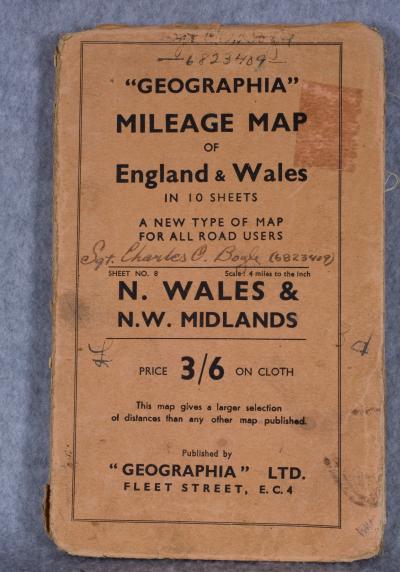 6823409
"GEOGRAPHIA"
MILEAGE MAP
OF
England & Wales
IN 10 SHEETS
A NEW TYPE OF MAP
FOR ALL ROAD USERS
Sgt. Charles O. Boyle (6823409)
SHEET NO. 8 Scale: 4 miles to the inch
N. WALES &
N.W. MIDLANDS
PRICE 3/6 ON CLOTH
This map gives a larger selection
of distances than any other map published.
Published by
"GEOGRAPHIA" LTD.
FLEET STREET, E.C.4